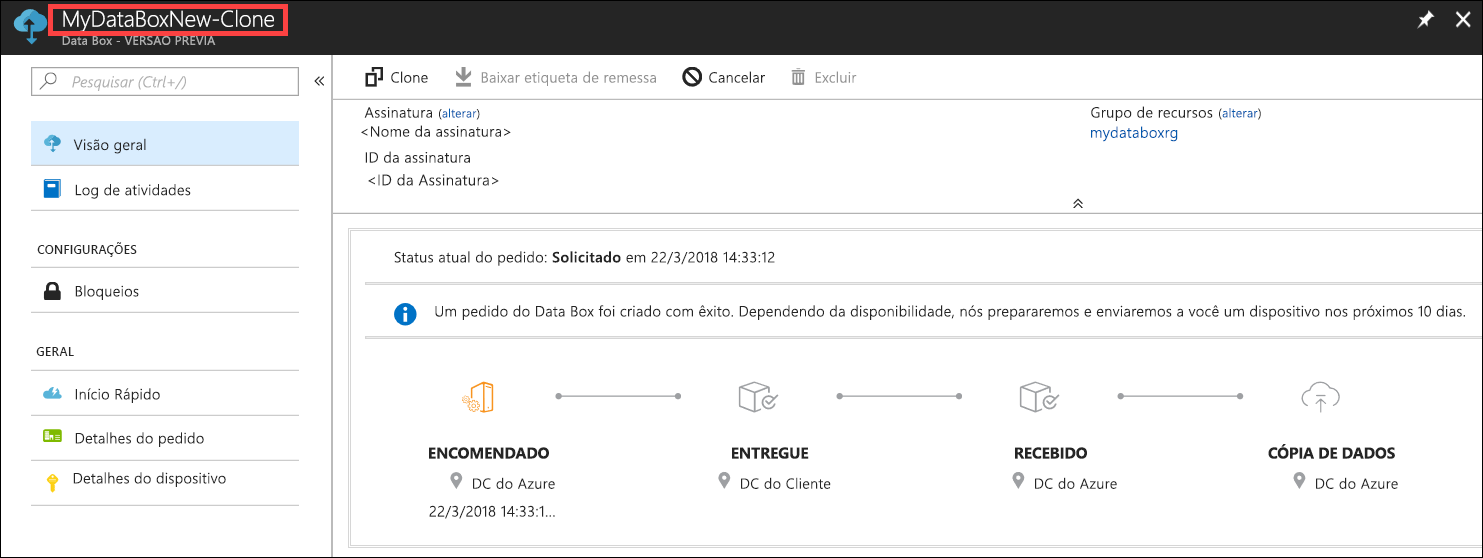 MyDataBoxNew-Clone
Data Box - VERSÃO PRÉVIA
Pesquisar (Ctrl+/)
«
Visão geral
Log de atividades
CONFIGURAÇÕES
Bloqueios
GERAL
Início Rápido
Detalhes do pedido
Detalhes do dispositivo
Clone Baixar etiqueta de remessa Cancelar Excluir
Assinatura (alterar)
<Nome da assinatura>
ID da assinatura
<ID da Assinatura>
Grupo de recursos (alterar)
mydataboxrg
Status atual do pedido: Solicitado em 22/3/2018 14:33:12
Um pedido do Data Box foi criado com êxito. Dependendo da disponibilidade, nós prepararemos e enviaremos a você um dispositivo nos próximos 10 dias.
ENCOMENDADO
DC do Azure
22/3/2018 14:33:1...
ENTREGUE
DC do Cliente
RECEBIDO
DC do Azure
CÓPIA DE DADOS
DC do Azure